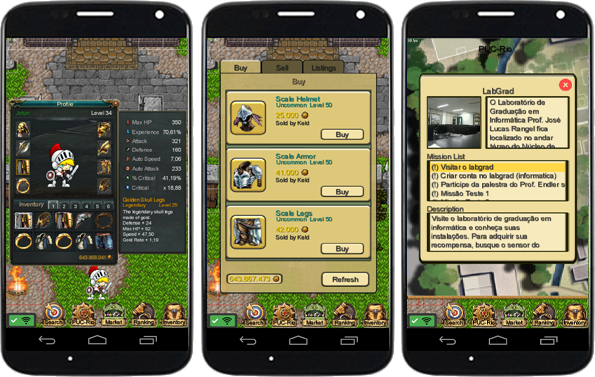 Profile
Level 34
Max HP 350
Experience 70,61%
Attack 321
Defense 160
Auto Speed 7,06
Auto Attack 233
% Critical 41,19%
Critical x 18,88
Inventory 1 2 3 4 5 6
Golden Skull Legs
Legendary Level 25
The legendary skull legs
made of gold.
Defense + 24
Max HP + 62
Speed + 47,50
Gold Rate + 1,19
643.868.041
Search PUC-Rio Market Ranking Inventory
Buy Sell Listings
Buy
Scale Helmet
Uncommon Level 50
25.000
Sold by Keld
Buy
Scale Armor
Uncommon Level 50
41.000
Sold by Keld
Buy
Scale Legs
Uncommon Level 50
42.000
Sold by Keld
Buy
643.867.473 Refresh
Search PUC-Rio Market Ranking Inventory
PUC-Rio
LabGrad
O Laboratório de
Graduação em
Informática Prof. José
Lucas Rangel fica
localizado no andar
térreo do Núcleo de
Mission List
(!) Visitar o labgrad
(!) Criar conta no labgrad (informatica)
(!) Participe da palestra do Prof. Endler s
(!) Missão Teste 1
Description
Visite o laboratório de graduação em
informática e conheça suas
instalações. Para adquirir sua
recompensa, busque o sensor do
Search PUC-Rio Market Ranking Inventory